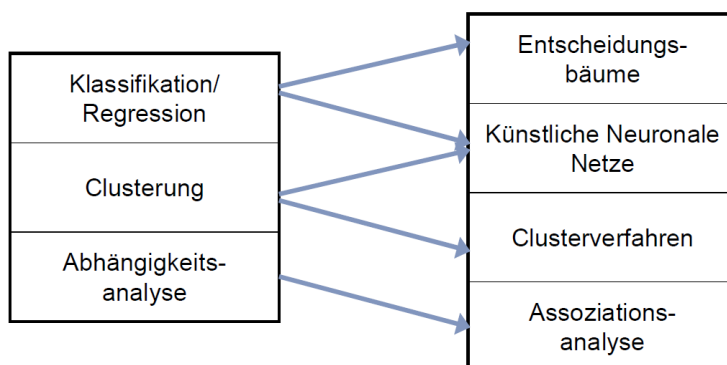 Klassifikation/
Regression
Clusterung
Abhängigkeits-
analyse
Entscheidungs-
bäume
Künstliche Neuronale
Netze
Clusterverfahren
Assoziations-
analyse